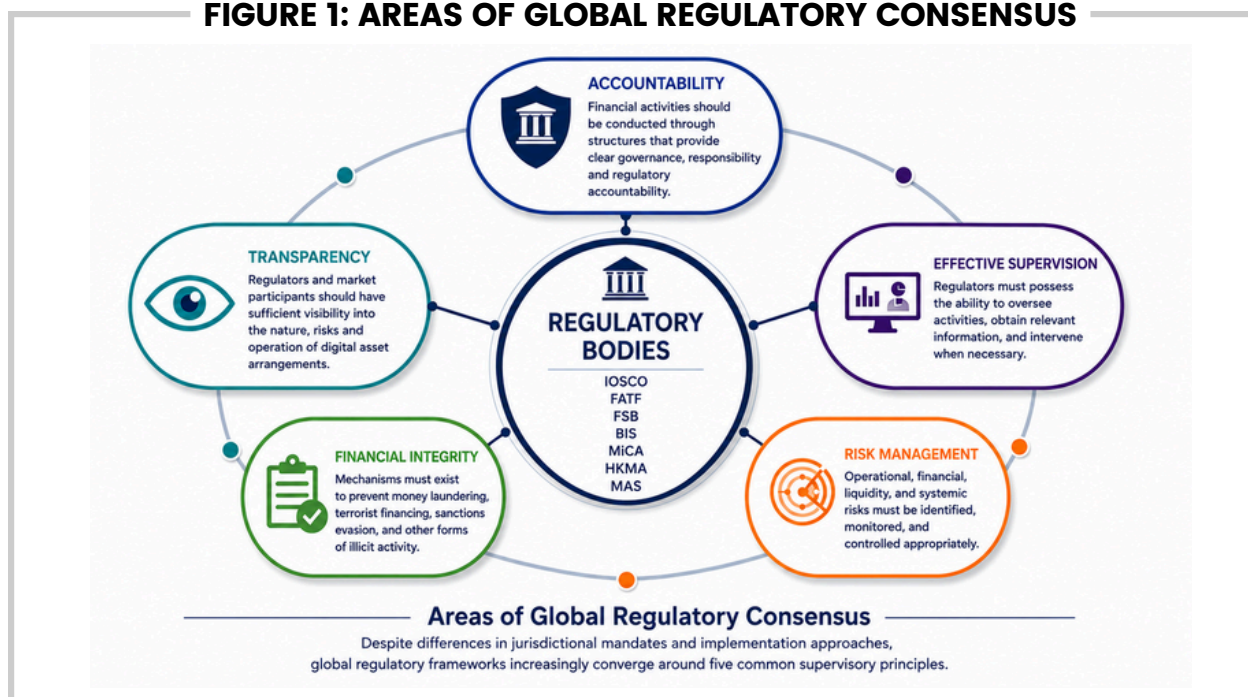 FIGURE 1: AREAS OF GLOBAL REGULATORY CONSENSUS
ACCOUNTABILITY
Financial activities should
be conducted through
structures that provide
clear governance, responsibility
and regulatory
accountability.
TRANSPARENCY
Regulators and market
participants should have
sufficient visibility into
the nature, risks and
operation of digital asset
arrangements.
EFFECTIVE SUPERVISION
Regulators must possess
the ability to oversee
activities, obtain relevant
information, and intervene
when necessary.
REGULATORY
BODIES
IOSCO
FATF
FSB
BIS
MiCA
HKMA
MAS
FINANCIAL INTEGRITY
Mechanisms must exist
to prevent money laundering,
terrorist financing, sanctions
evasion, and other forms
of illicit activity.
RISK MANAGEMENT
Operational, financial,
liquidity, and systemic
risks must be identified,
monitored, and
controlled appropriately.
Areas of Global Regulatory Consensus
Despite differences in jurisdictional mandates and implementation approaches,
global regulatory frameworks increasingly converge around five common supervisory principles.